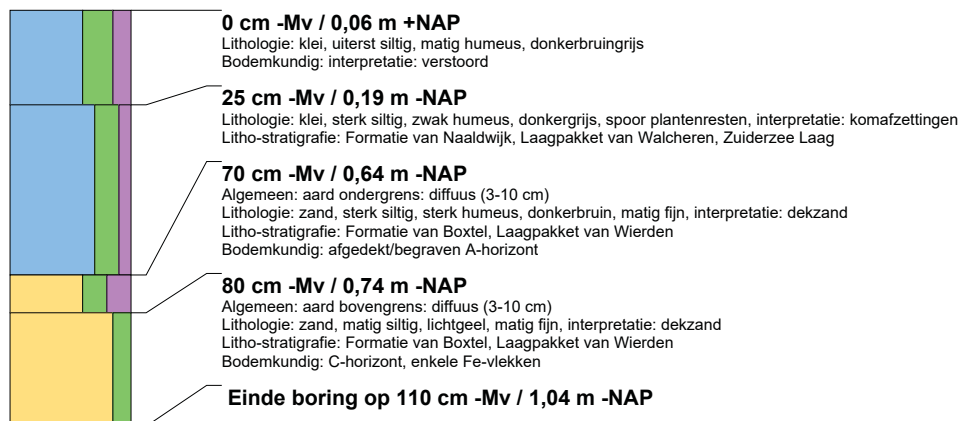 0 cm -Mv / 0,06 m +NAP
Lithologie: klei, uiterst siltig, matig humeus, donkerbruingrijs
Bodemkundig: interpretatie: verstoord
25 cm -Mv / 0,19 m -NAP
Lithologie: klei, sterk siltig, zwak humeus, donkergrijs, spoor plantenresten, interpretatie: komafzettingen
Litho-stratigrafie: Formatie van Naaldwijk, Laagpakket van Walcheren, Zuiderzee Laag
70 cm -Mv / 0,64 m -NAP
Algemeen: aard ondergrens: diffuus (3-10 cm)
Lithologie: zand, sterk siltig, sterk humeus, donkerbruin, matig fijn, interpretatie: dekzand
Litho-stratigrafie: Formatie van Boxtel, Laagpakket van Wierden
Bodemkundig: afgedekt/begraven A-horizont
80 cm -Mv / 0,74 m -NAP
Algemeen: aard bovengrens: diffuus (3-10 cm)
Lithologie: zand, matig siltig, lichtgeel, matig fijn, interpretatie: dekzand
Litho-stratigrafie: Formatie van Boxtel, Laagpakket van Wierden
Bodemkundig: C-horizont, enkele Fe-vlekken
Einde boring op 110 cm -Mv / 1,04 m -NAP